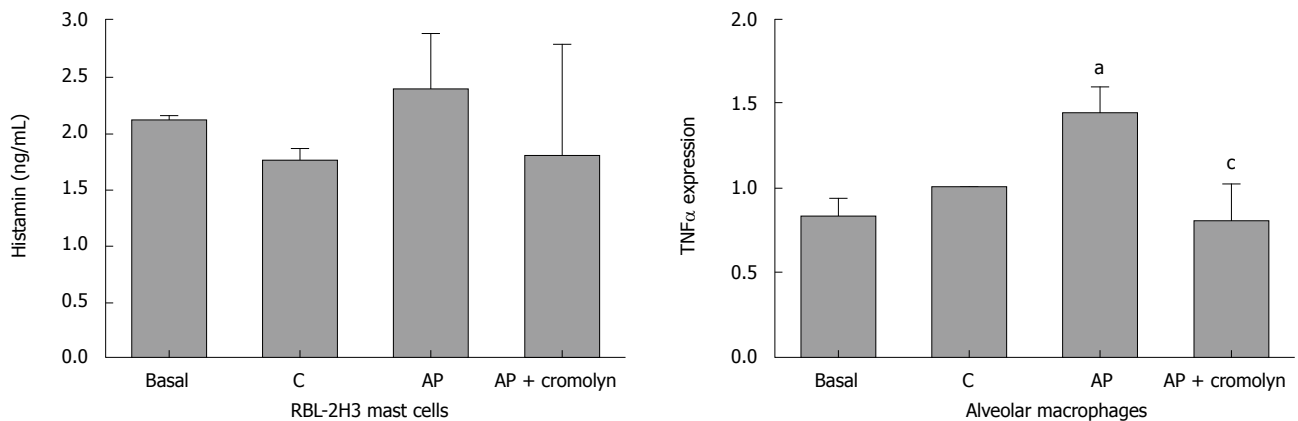 3.0
2.5
2.0
1.5
1.0
0.5
0.0
Histamin (ng/mL)
Basal C AP AP + cromolyn
RBL-2H3 mast cells
2.0
1.5
1.0
0.5
0.0
TNFα expression
a
c
Basal C AP AP + cromolyn
Alveolar macrophages